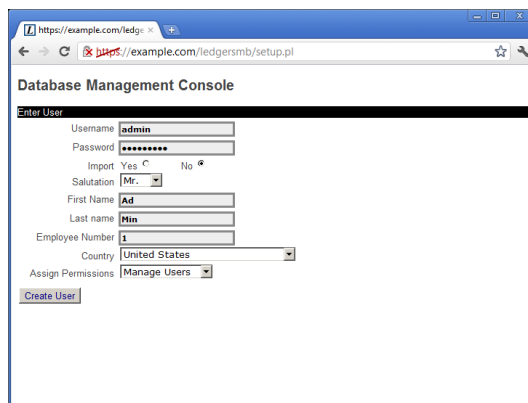 https://example.com/ledge
https://example.com/ledgersmb/setup.pl
Database Management Console
Enter User
Username admin
Password •••••••••
Import Yes No
Salutation Mr.
First Name Ad
Last name Min
Employee Number 1
Country United States
Assign Permissions Manage Users
Create User